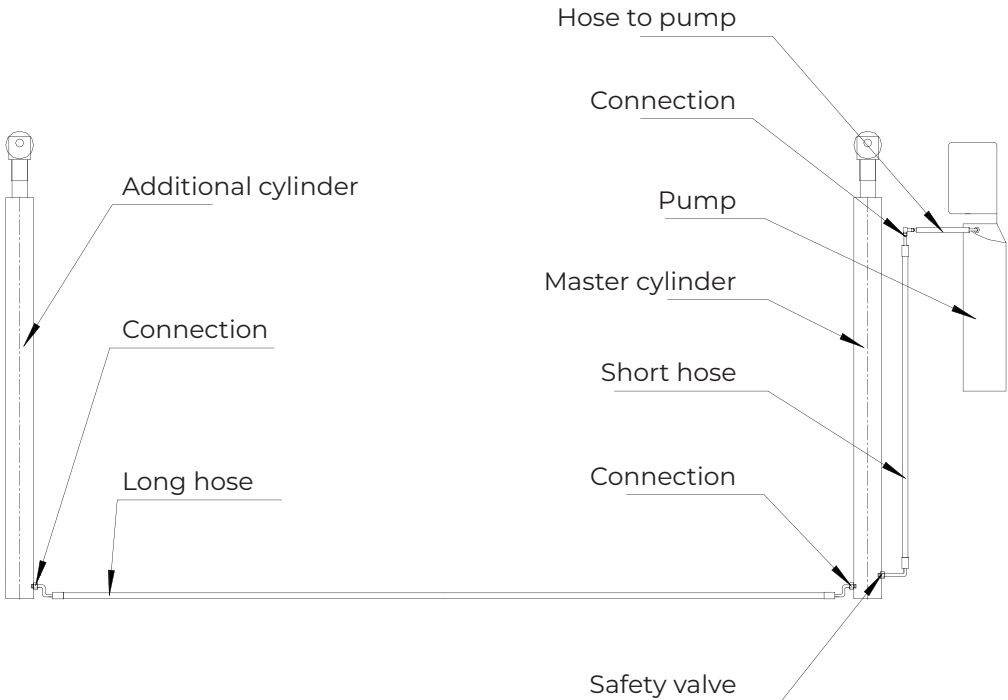 Hose to pump
Connection
Additional cylinder
Pump
Master cylinder
Connection
Short hose
Long hose
Connection
Safety valve